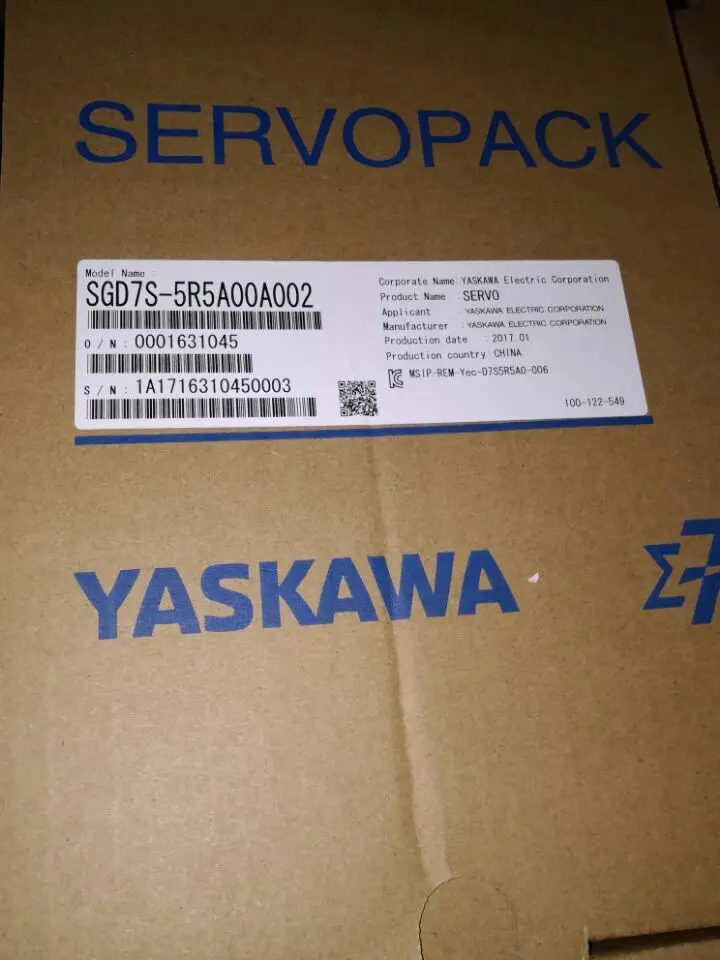 SERVOPACK
Model Name :
SGD7S-5R5A00A002
O / N : 0001631045
S / N : 1A1716310450003
Corporate Name: YASKAWA Electric Corporation
Product Name : SERVO
Applicant : YASKAWA ELECTRIC CORPORATION
Manufacturer : YASKAWA ELECTRIC CORPORATION
Production date : 2017.01
Production country CHINA
MSIP-REM-Yec-D7S5R5A0-006
100-122-549
YASKAWA
Σ7